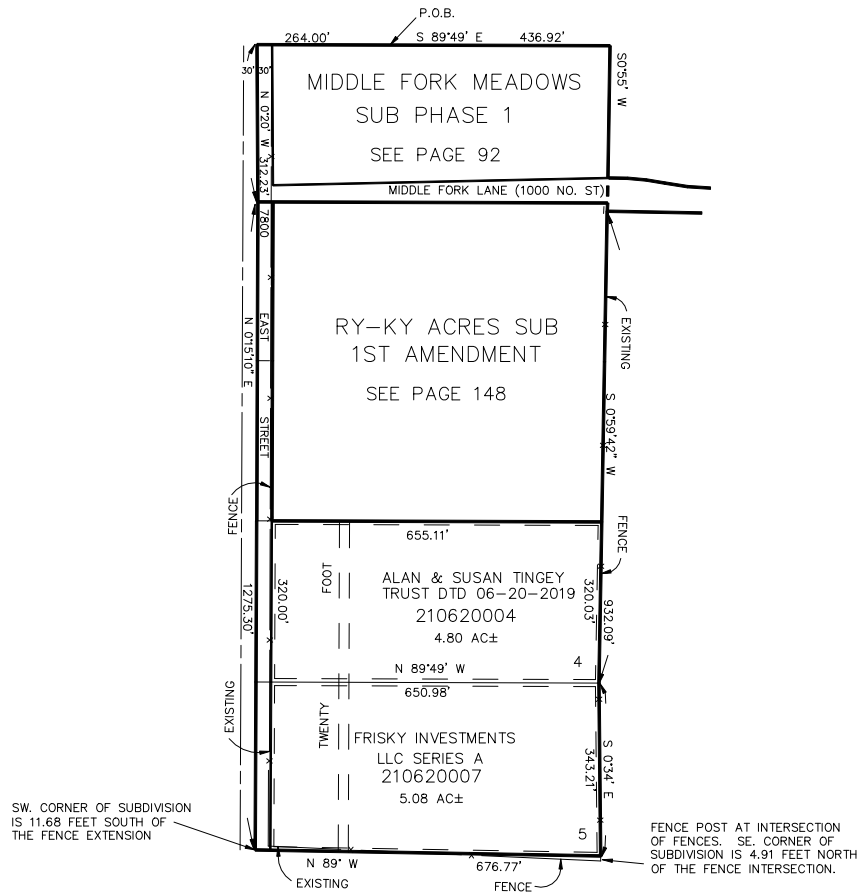 P.O.B.
264.00' S 89°49' E 436.92'
30' 30'
N 0°20' W
312.23'
S0°55' W
MIDDLE FORK MEADOWS
SUB PHASE 1
SEE PAGE 92
MIDDLE FORK LANE (1000 NO. ST)
7800
EAST
STREET
N 0°15'10" E
1275.30'
RY-KY ACRES SUB
1ST AMENDMENT
SEE PAGE 148
EXISTING
S 0°59'42" W
FENCE
FENCE
655.11'
FOOT
320.00'
ALAN & SUSAN TINGEY
TRUST DTD 06-20-2019
210620004
4.80 AC±
320.03'
932.09'
4
N 89°49' W
650.98'
EXISTING
TWENTY
FRISKY INVESTMENTS
LLC SERIES A
210620007
5.08 AC±
343.21'
S 0°34' E
5
SW. CORNER OF SUBDIVISION
IS 11.68 FEET SOUTH OF
THE FENCE EXTENSION
FENCE POST AT INTERSECTION
OF FENCES. SE. CORNER OF
SUBDIVISION IS 4.91 FEET NORTH
OF THE FENCE INTERSECTION.
N 89° W 676.77'
EXISTING FENCE